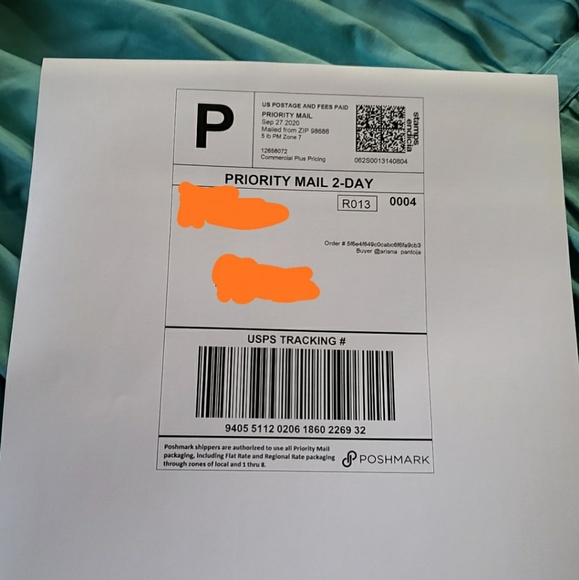 P
US POSTAGE AND FEES PAID
PRIORITY MAIL
Sep 27 2020
Mailed from ZIP 98686
5 lb PM Zone 7
12656072
Commercial Plus Pricing
stamps
endicia
062S0013140804
PRIORITY MAIL 2-DAY
R013 0004
Order # 5f6e4f649c0cabc6f6fa9cb3
Buyer @ariana_pantoja
USPS TRACKING #
9405 5112 0206 1860 2269 32
Poshmark shippers are authorized to use all Priority Mail
packaging, including Flat Rate and Regional Rate packaging
through zones of local and 1 thru 8.
POSHMARK